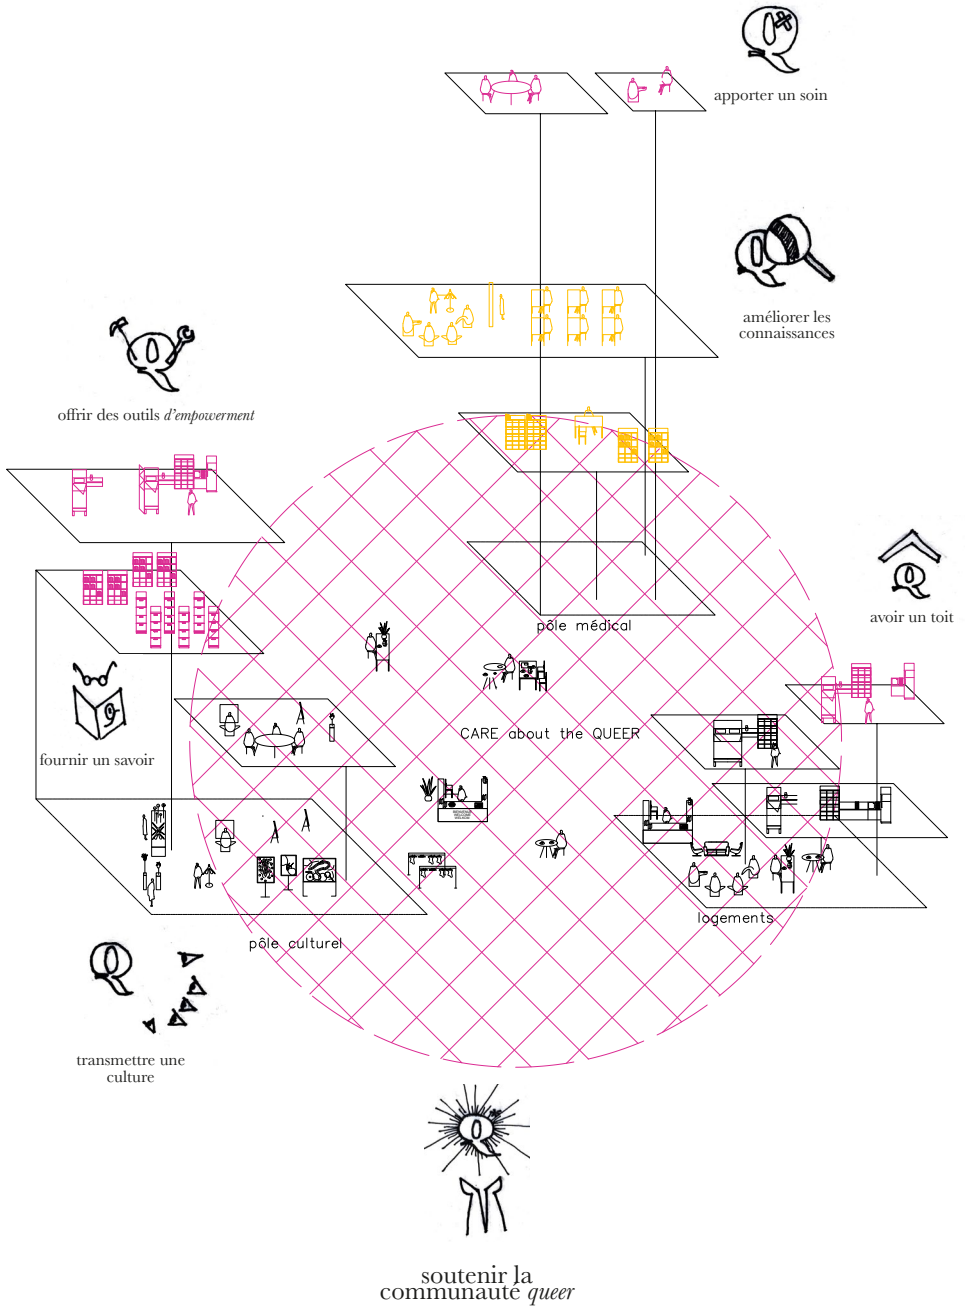 apporter un soin
améliorer les
connaissances
offrir des outils d'empowerment
pôle médical
avoir un toit
fournir un savoir
CARE about the QUEER
logements
pôle culturel
transmettre une
culture
soutenir la
communauté queer